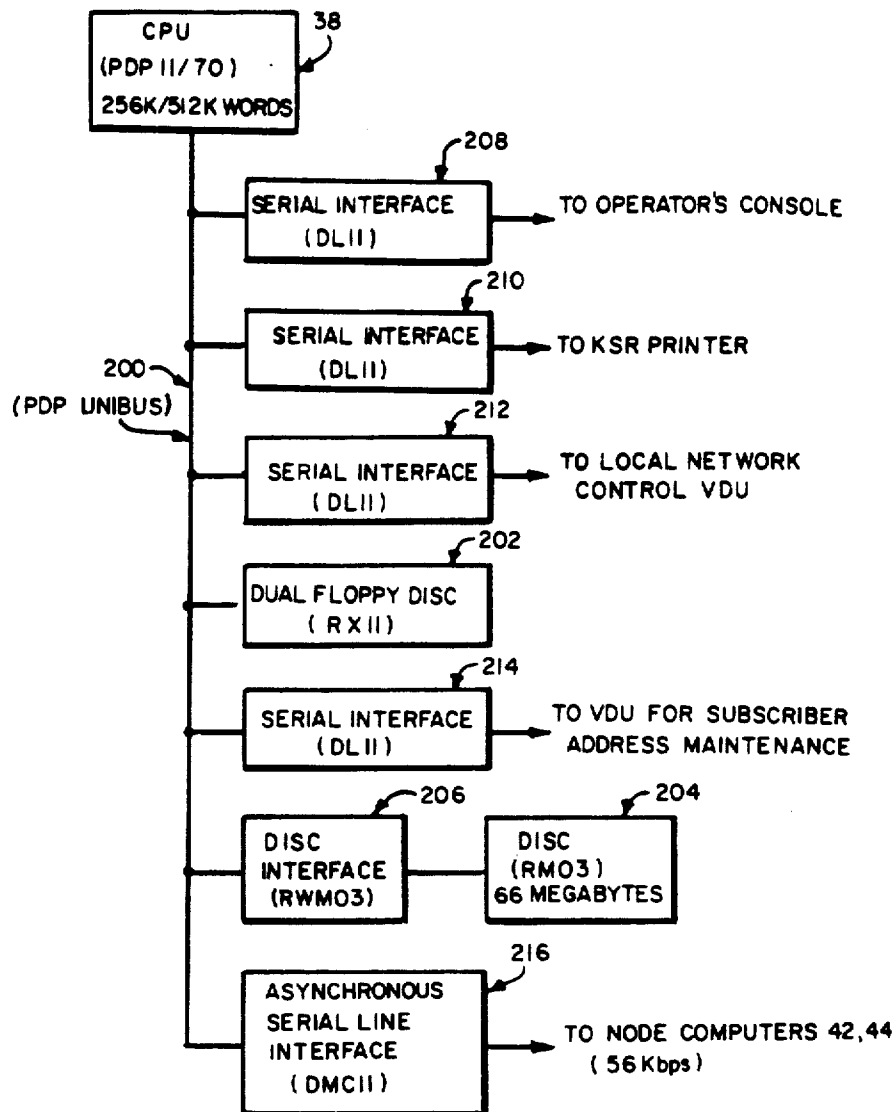 CPU
(PDP 11/70)
256K/512K WORDS
38
208
SERIAL INTERFACE
(DL11)
TO OPERATOR'S CONSOLE
210
SERIAL INTERFACE
(DL11)
TO KSR PRINTER
200
(PDP UNIBUS)
212
SERIAL INTERFACE
(DL11)
TO LOCAL NETWORK
CONTROL VDU
202
DUAL FLOPPY DISC
(RX11)
214
SERIAL INTERFACE
(DL11)
TO VDU FOR SUBSCRIBER
ADDRESS MAINTENANCE
206
DISC
INTERFACE
(RWM03)
204
DISC
(RM03)
66 MEGABYTES
216
ASYNCHRONOUS
SERIAL LINE
INTERFACE
(DMC11)
TO NODE COMPUTERS 42,44
(56Kbps)